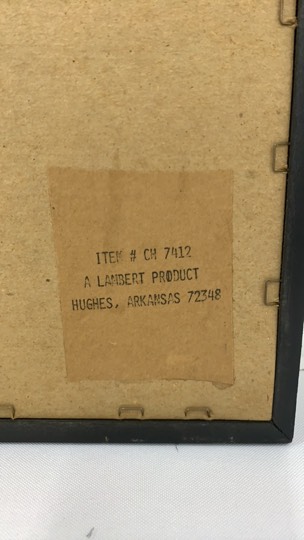 ITEM # CH 7412
A LAMBERT PRODUCT
HUGHES, ARKANSAS 72348